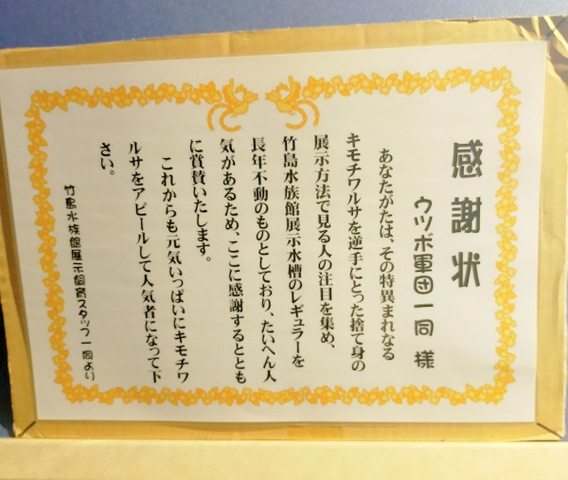 感謝状
ウツボ軍団一同 様
あなたがたは、その特異まれなる
キモチワルサを逆手にとった捨て身の
展示方法で見る人の注目を集め、
竹島水族館展示水槽のレギュラーを
長年不動のものとしており、たいへん人
気があるため、ここに感謝するととも
に賞賛いたします。
これからも元気いっぱいにキモチワ
ルサをアピールして人気者になって下
さい。
竹島水族館展示飼育スタッフ一同より